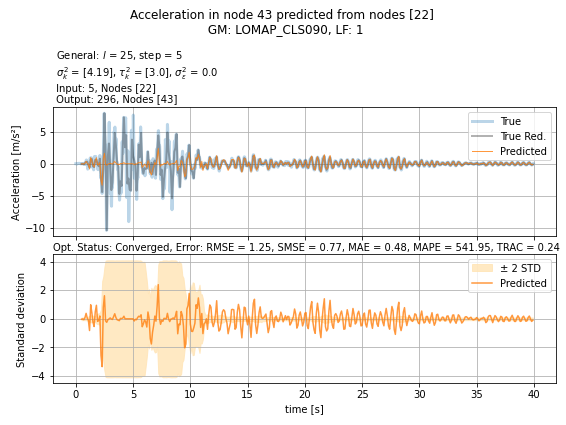 Acceleration in node 43 predicted from nodes [22]
GM: LOMAP_CLS090, LF: 1
General: l = 25, step = 5
σ²ₖ = [4.19], τ²ₖ = [3.0], σ²ε = 0.0
Input: 5, Nodes [22]
Output: 296, Nodes [43]
True
True Red.
Predicted
5
0
−5
−10
Acceleration [m/s²]
Opt. Status: Converged, Error: RMSE = 1.25, SMSE = 0.77, MAE = 0.48, MAPE = 541.95, TRAC = 0.24
± 2 STD
Predicted
4
2
0
−2
−4
Standard deviation
0 5 10 15 20 25 30 35 40
time [s]